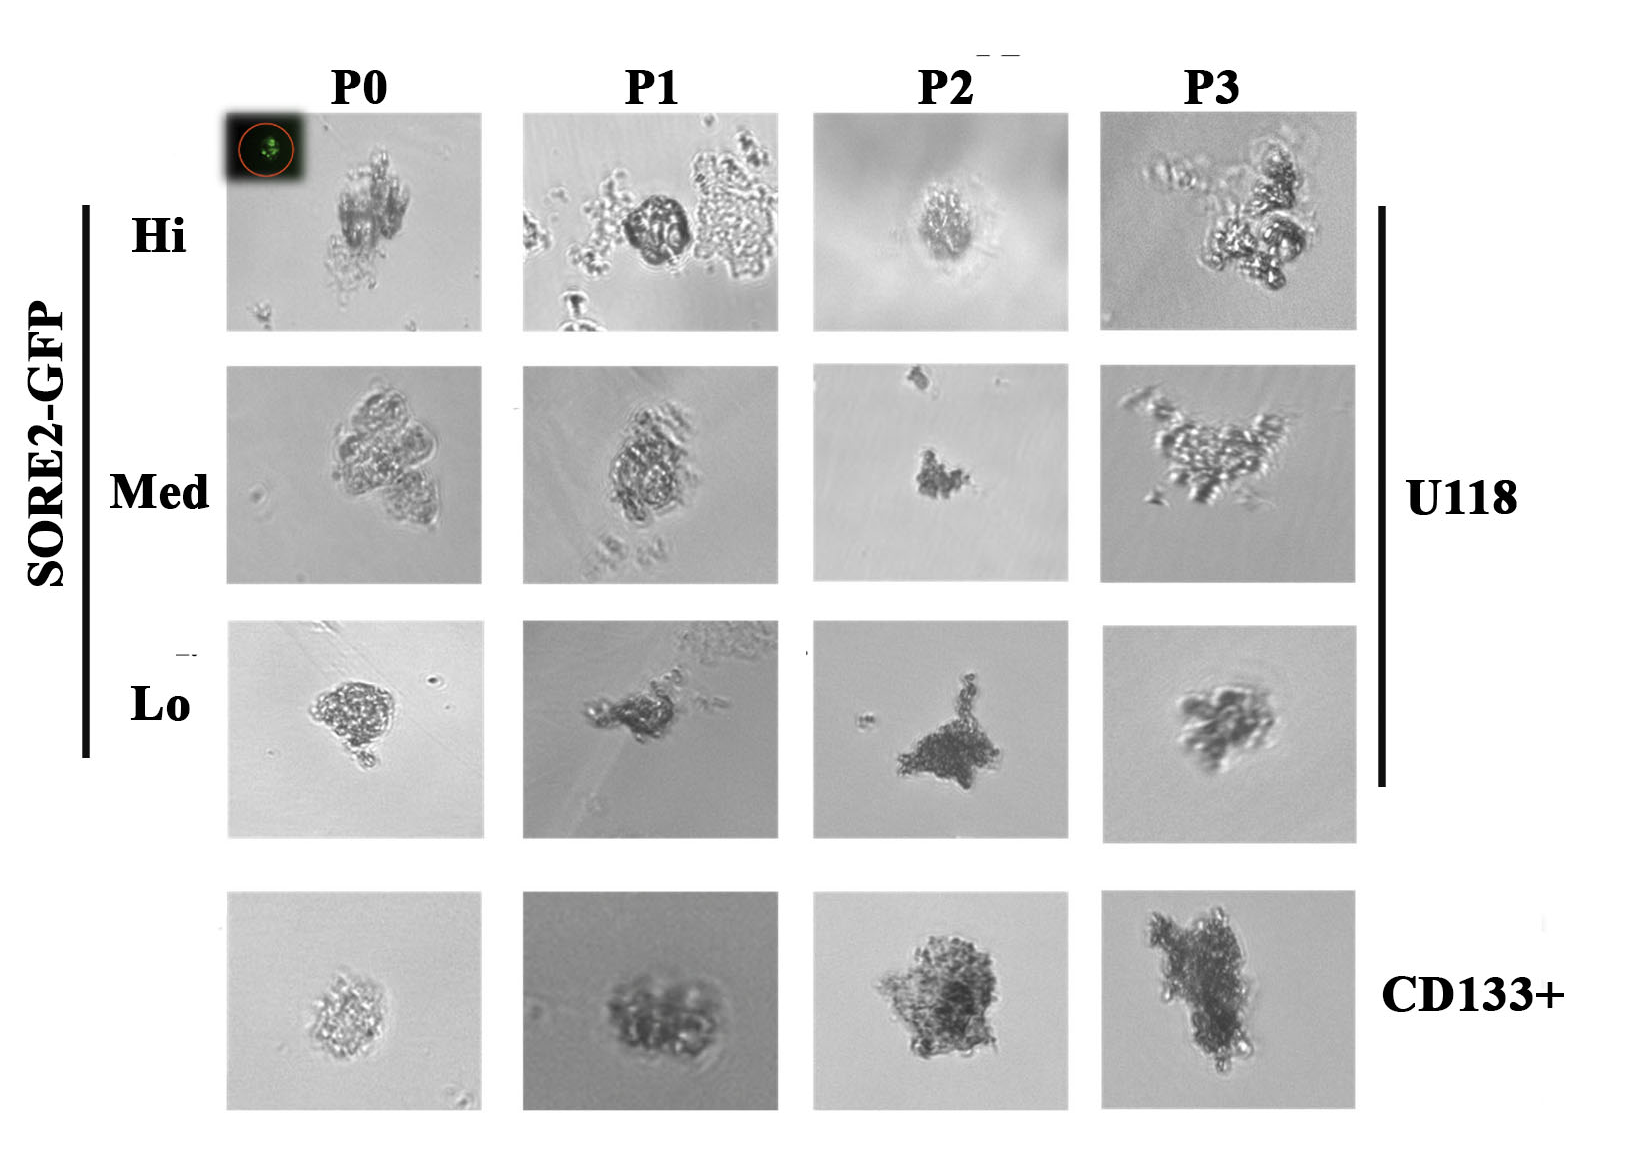 P0 P1 P2 P3
Hi
SORE2-GFP
Med
U118
Lo
CD133+